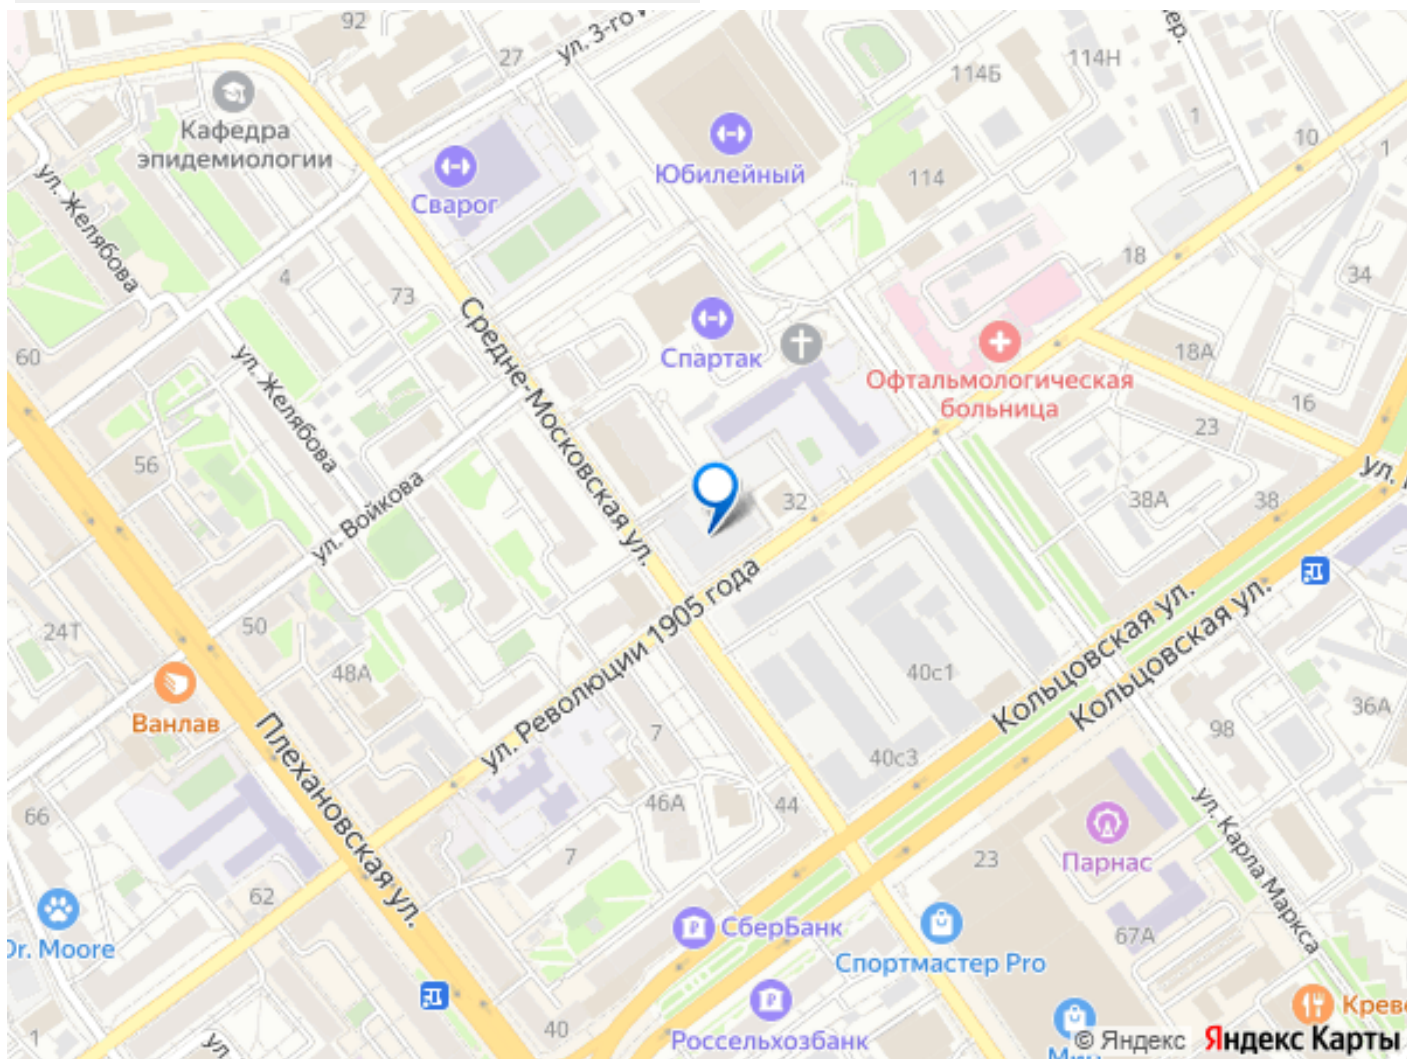 92
27
ул. 3-го
114Б
114Н
пер.
Кафедра
эпидемиологии
Сварог
Юбилейный
114
1
10
1
ул. Желябова
4
73
18
34
60
Спартак
Офтальмологическая
больница
18А
16
23
ул. Желябова
Средне-Московская ул.
56
ул. Войкова
32
38А
38
ул.
24Т
50
48А
ул. Революции 1905 года
Кольцовская ул.
Кольцовская ул.
40с1
40с3
36А
98
Ванлав
Плехановская ул.
7
46А
44
7
66
62
23
Парнас
ул. Карла Маркса
67А
Dr. Moore
СберБанк
Спортмастер Pro
Россельхозбанк
40
1
ул.
© Яндекс Яндекс Карты